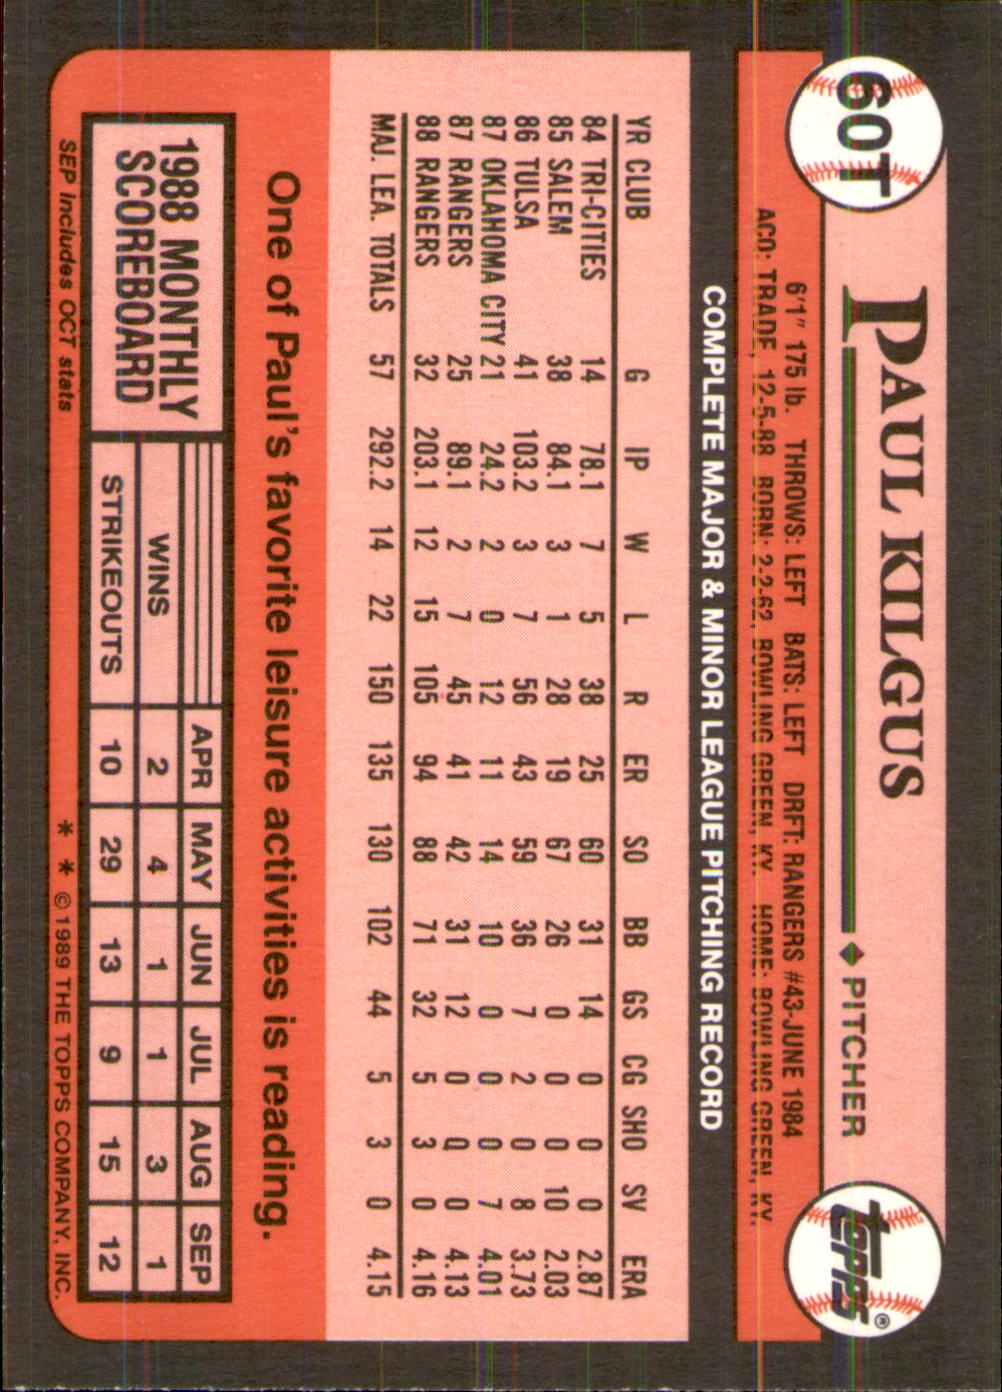 60T
PAUL KILGUS
◆ PITCHER
topps®
6'1" 175 lb. THROWS: LEFT BATS: LEFT DRFT: RANGERS #43-JUNE 1984
ACQ: TRADE, 12-5-88 BORN: 2-2-62, BOWLING GREEN, KY. HOME: BOWLING GREEN, KY.
COMPLETE MAJOR & MINOR LEAGUE PITCHING RECORD
YR CLUB G IP W L R ER SO BB GS CG SHO SV ERA
84 TRI-CITIES 14 78.1 7 5 38 25 60 31 14 0 0 0 2.87
85 SALEM 38 84.1 3 1 28 19 67 26 0 0 0 10 2.03
86 TULSA 41 103.2 3 7 56 43 59 36 7 2 0 8 3.73
87 OKLAHOMA CITY 21 24.2 2 0 12 11 14 10 0 0 0 7 4.01
87 RANGERS 25 89.1 2 7 45 41 42 31 12 0 0 0 4.13
88 RANGERS 32 203.1 12 15 105 94 88 71 32 5 3 0 4.16
MAJ. LEA. TOTALS 57 292.2 14 22 150 135 130 102 44 5 3 0 4.15
One of Paul's favorite leisure activities is reading.
1988 MONTHLY
SCOREBOARD
APR MAY JUN JUL AUG SEP
WINS 2 4 1 1 3 1
STRIKEOUTS 10 29 13 9 15 12
SEP includes OCT stats
* * © 1989 THE TOPPS COMPANY, INC.